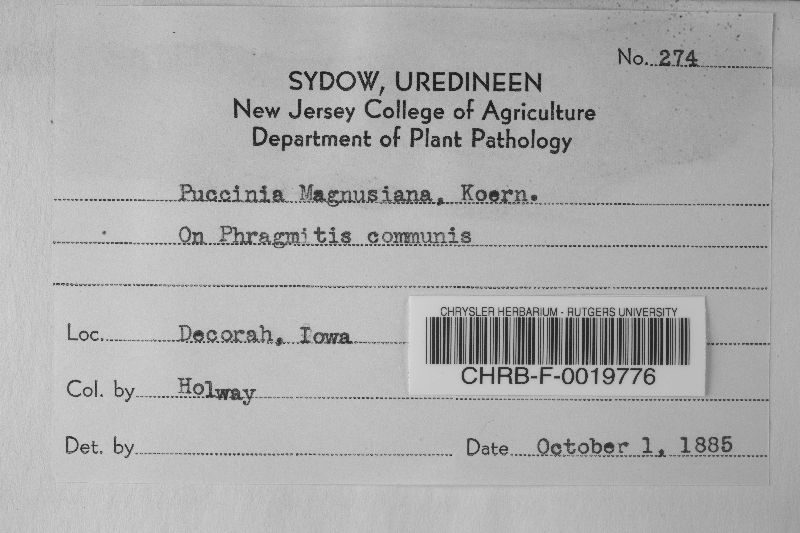 No. 274
SYDOW, UREDINEEN
New Jersey College of Agriculture
Department of Plant Pathology
Puccinia Magnusiana, Koern.
On Phragmitis communis
Loc. Decorah, Iowa
CHRYSLER HERBARIUM - RUTGERS UNIVERSITY
CHRB-F-0019776
Col. by Holway
Det. by
Date October 1, 1885